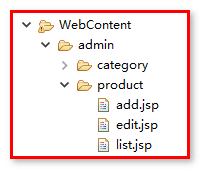 WebContent
admin
category
product
add.jsp
edit.jsp
list.jsp